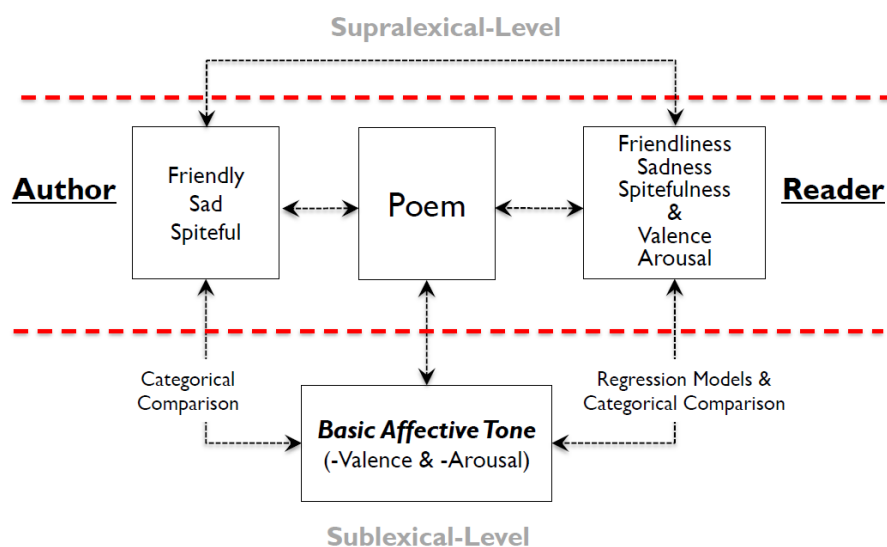 Supralexical-Level
Author
Friendly
Sad
Spiteful
Poem
Friendliness
Sadness
Spitefulness
&
Valence
Arousal
Reader
Categorical
Comparison
Regression Models &
Categorical Comparison
Basic Affective Tone
(-Valence & -Arousal)
Sublexical-Level